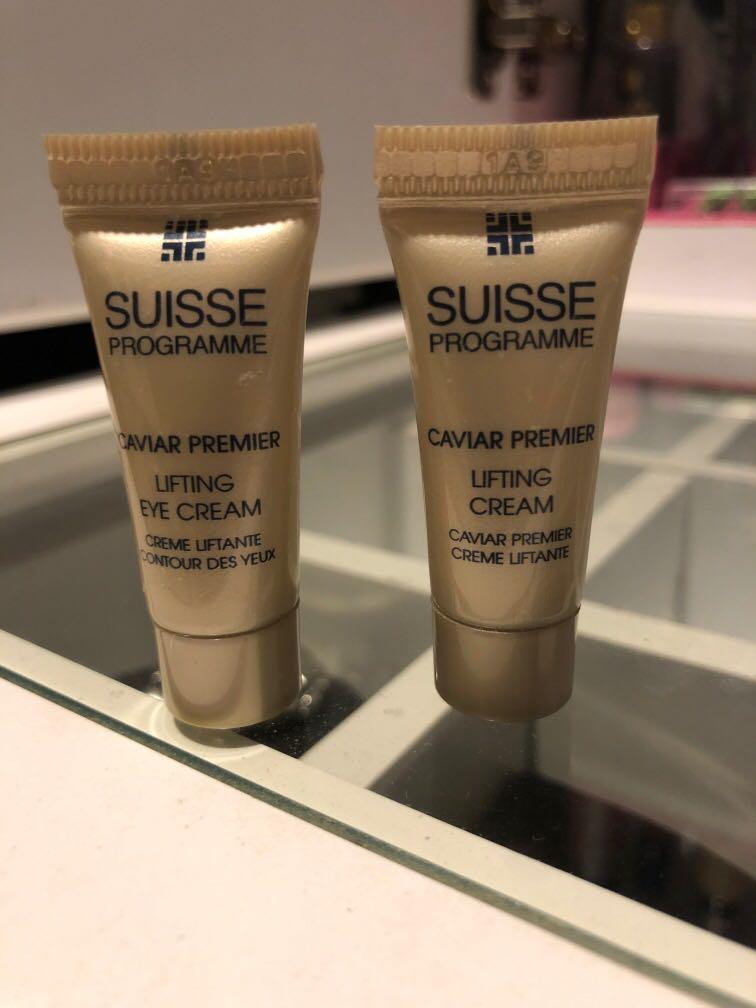 1A9
SUISSE
PROGRAMME
CAVIAR PREMIER
LIFTING
EYE CREAM
CREME LIFTANTE
CONTOUR DES YEUX
1A9
SUISSE
PROGRAMME
CAVIAR PREMIER
LIFTING
CREAM
CAVIAR PREMIER
CREME LIFTANTE